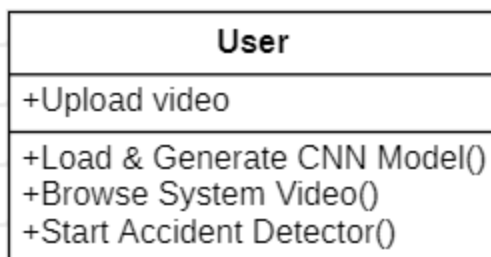 User
+Upload video
+Load & Generate CNN Model()
+Browse System Video()
+Start Accident Detector()